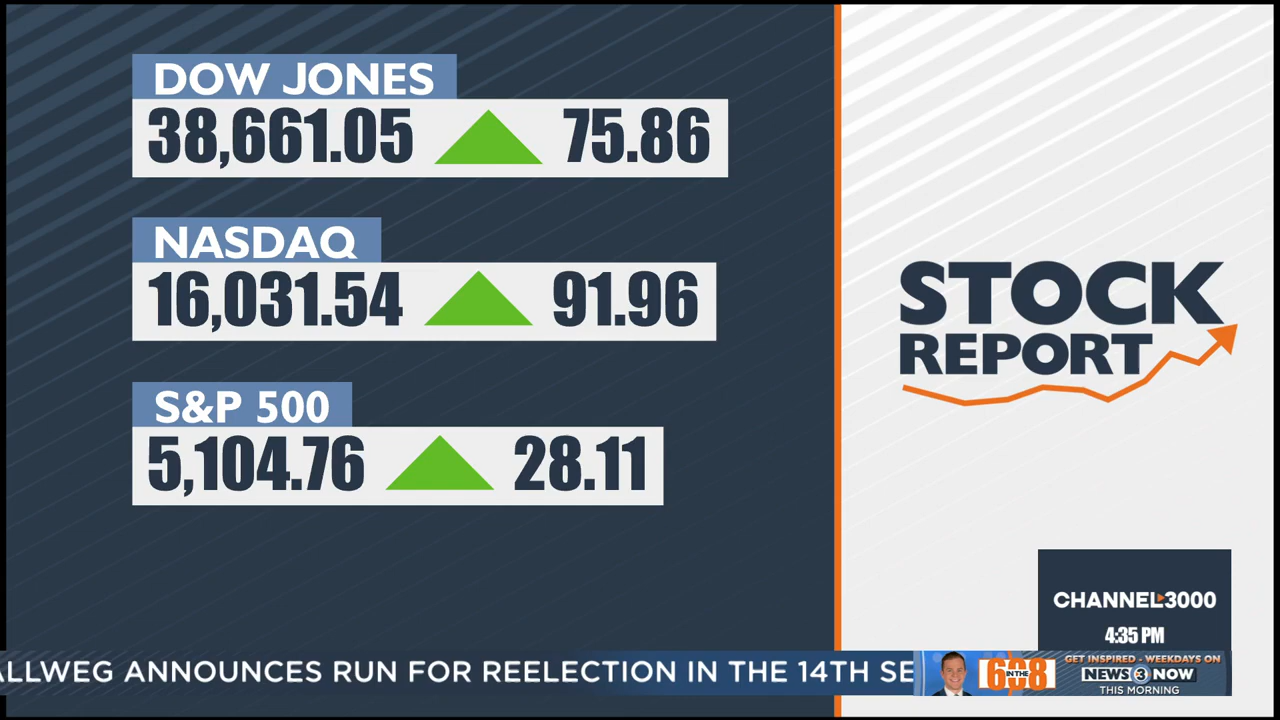 DOW JONES
38,661.05 75.86
NASDAQ
16,031.54 91.96
S&P 500
5,104.76 28.11
STOCK
REPORT
CHANNEL3000
4:35 PM
ALLWEG ANNOUNCES RUN FOR REELECTION IN THE 14TH SE
608
IN THE
GET INSPIRED - WEEKDAYS ON
NEWS 3 NOW
THIS MORNING